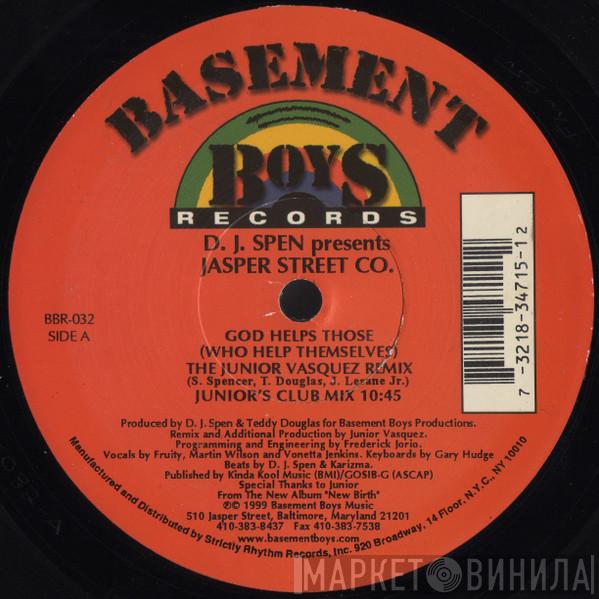 BASEMENT
BOYS
RECORDS
D. J. SPEN presents
JASPER STREET CO.
BBR-032
SIDE A
GOD HELPS THOSE
(WHO HELP THEMSELVES)
THE JUNIOR VASQUEZ REMIX
(S. Spencer, T. Douglas, J. Lezane Jr.)
JUNIOR'S CLUB MIX 10:45
7 -3218-34715-1 2
Produced by D. J. Spen & Teddy Douglas for Basement Boys Productions.
Remix and Additional Production by Junior Vasquez.
Programming and Engineering by Frederick Jorio.
Vocals by Fruity, Martin Wilson and Vonetta Jenkins. Keyboards by Gary Hudge
Beats by D. J. Spen & Karizma.
Published by Kinda Kool Music (BMI)/GOSIB-G (ASCAP)
Special Thanks to Junior
From The New Album "New Birth"
℗© 1999 Basement Boys Music
510 Jasper Street, Baltimore, Maryland 21201
410-383-8437 Fax 410-383-7538
www.basementboys.com
Manufactured and Distributed by Strictly Rhythm Records, Inc. 920 Broadway, 14 Floor, N.Y.C., NY 10010
МАРКЕТ ВИНИЛА